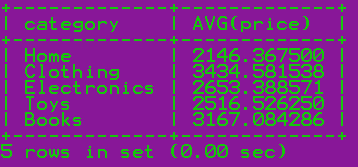 +-------------+-------------+
| category    | AVG(price)  |
+-------------+-------------+
| Home        | 2146.367500 |
| Clothing    | 3434.581538 |
| Electronics | 2653.388571 |
| Toys        | 2516.526250 |
| Books       | 3167.084286 |
+-------------+-------------+
5 rows in set (0.00 sec)